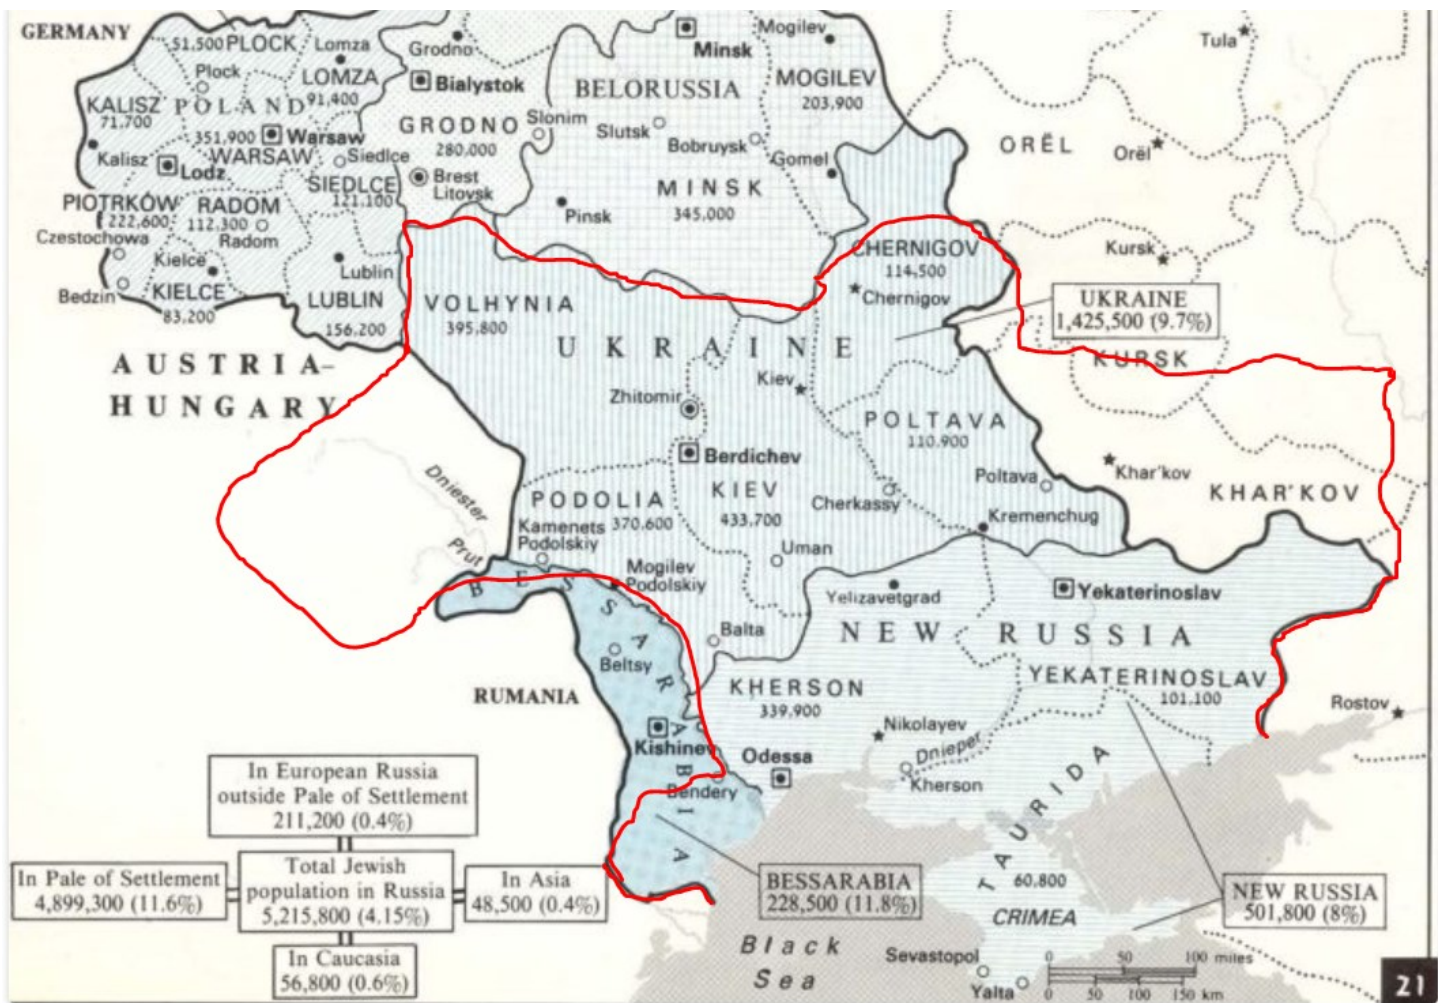 GERMANY
51,500 PLOCK
Lomza
Grodno
Minsk
Mogilev
Tula
Plock
LOMZA
91,400
Bialystok
BELORUSSIA
MOGILEV
203,900
KALISZ
71,700
POLAND
351,900
Warsaw
WARSAW
GRODNO
280,000
Slonim
Slutsk
Bobruysk
Gomel
ORËL
Orël
Kalisz
Lodz
Siedlce
SIEDLCE
121,100
Brest
Litovsk
MINSK
345,000
Pinsk
PIOTRKÓW
222,600
RADOM
112,300
Radom
Czestochowa
Kielce
Lublin
Bedzin
KIELCE
83,200
LUBLIN
156,200
VOLHYNIA
395,800
CHERNIGOV
114,500
Chernigov
Kursk
UKRAINE
1,425,500 (9.7%)
KURSK
AUSTRIA–
HUNGARY
UKRAINE
Kiev
Zhitomir
POLTAVA
110,900
Berdichev
Dniester
Prut
PODOLIA
370,600
KIEV
433,700
Cherkassy
Poltava
Khar'kov
KHAR'KOV
Kamenets
Podolskiy
Kremenchug
Uman
Mogilev
Podolskiy
BESSARABIA
Yelizavetgrad
Yekaterinoslav
NEW RUSSIA
Balta
Beltsy
RUMANIA
KHERSON
339,900
YEKATERINOSLAV
101,100
Rostov
Nikolayev
Dnieper
Kishinev
Odessa
Kherson
Bendery
TAURIDA
60,800
CRIMEA
In European Russia
outside Pale of Settlement
211,200 (0.4%)
In Pale of Settlement
4,899,300 (11.6%)
Total Jewish
population in Russia
5,215,800 (4.15%)
In Asia
48,500 (0.4%)
In Caucasia
56,800 (0.6%)
BESSARABIA
228,500 (11.8%)
NEW RUSSIA
501,800 (8%)
Black
Sea
Sevastopol
Yalta
0 50 100 miles
0 50 100 150 km
21